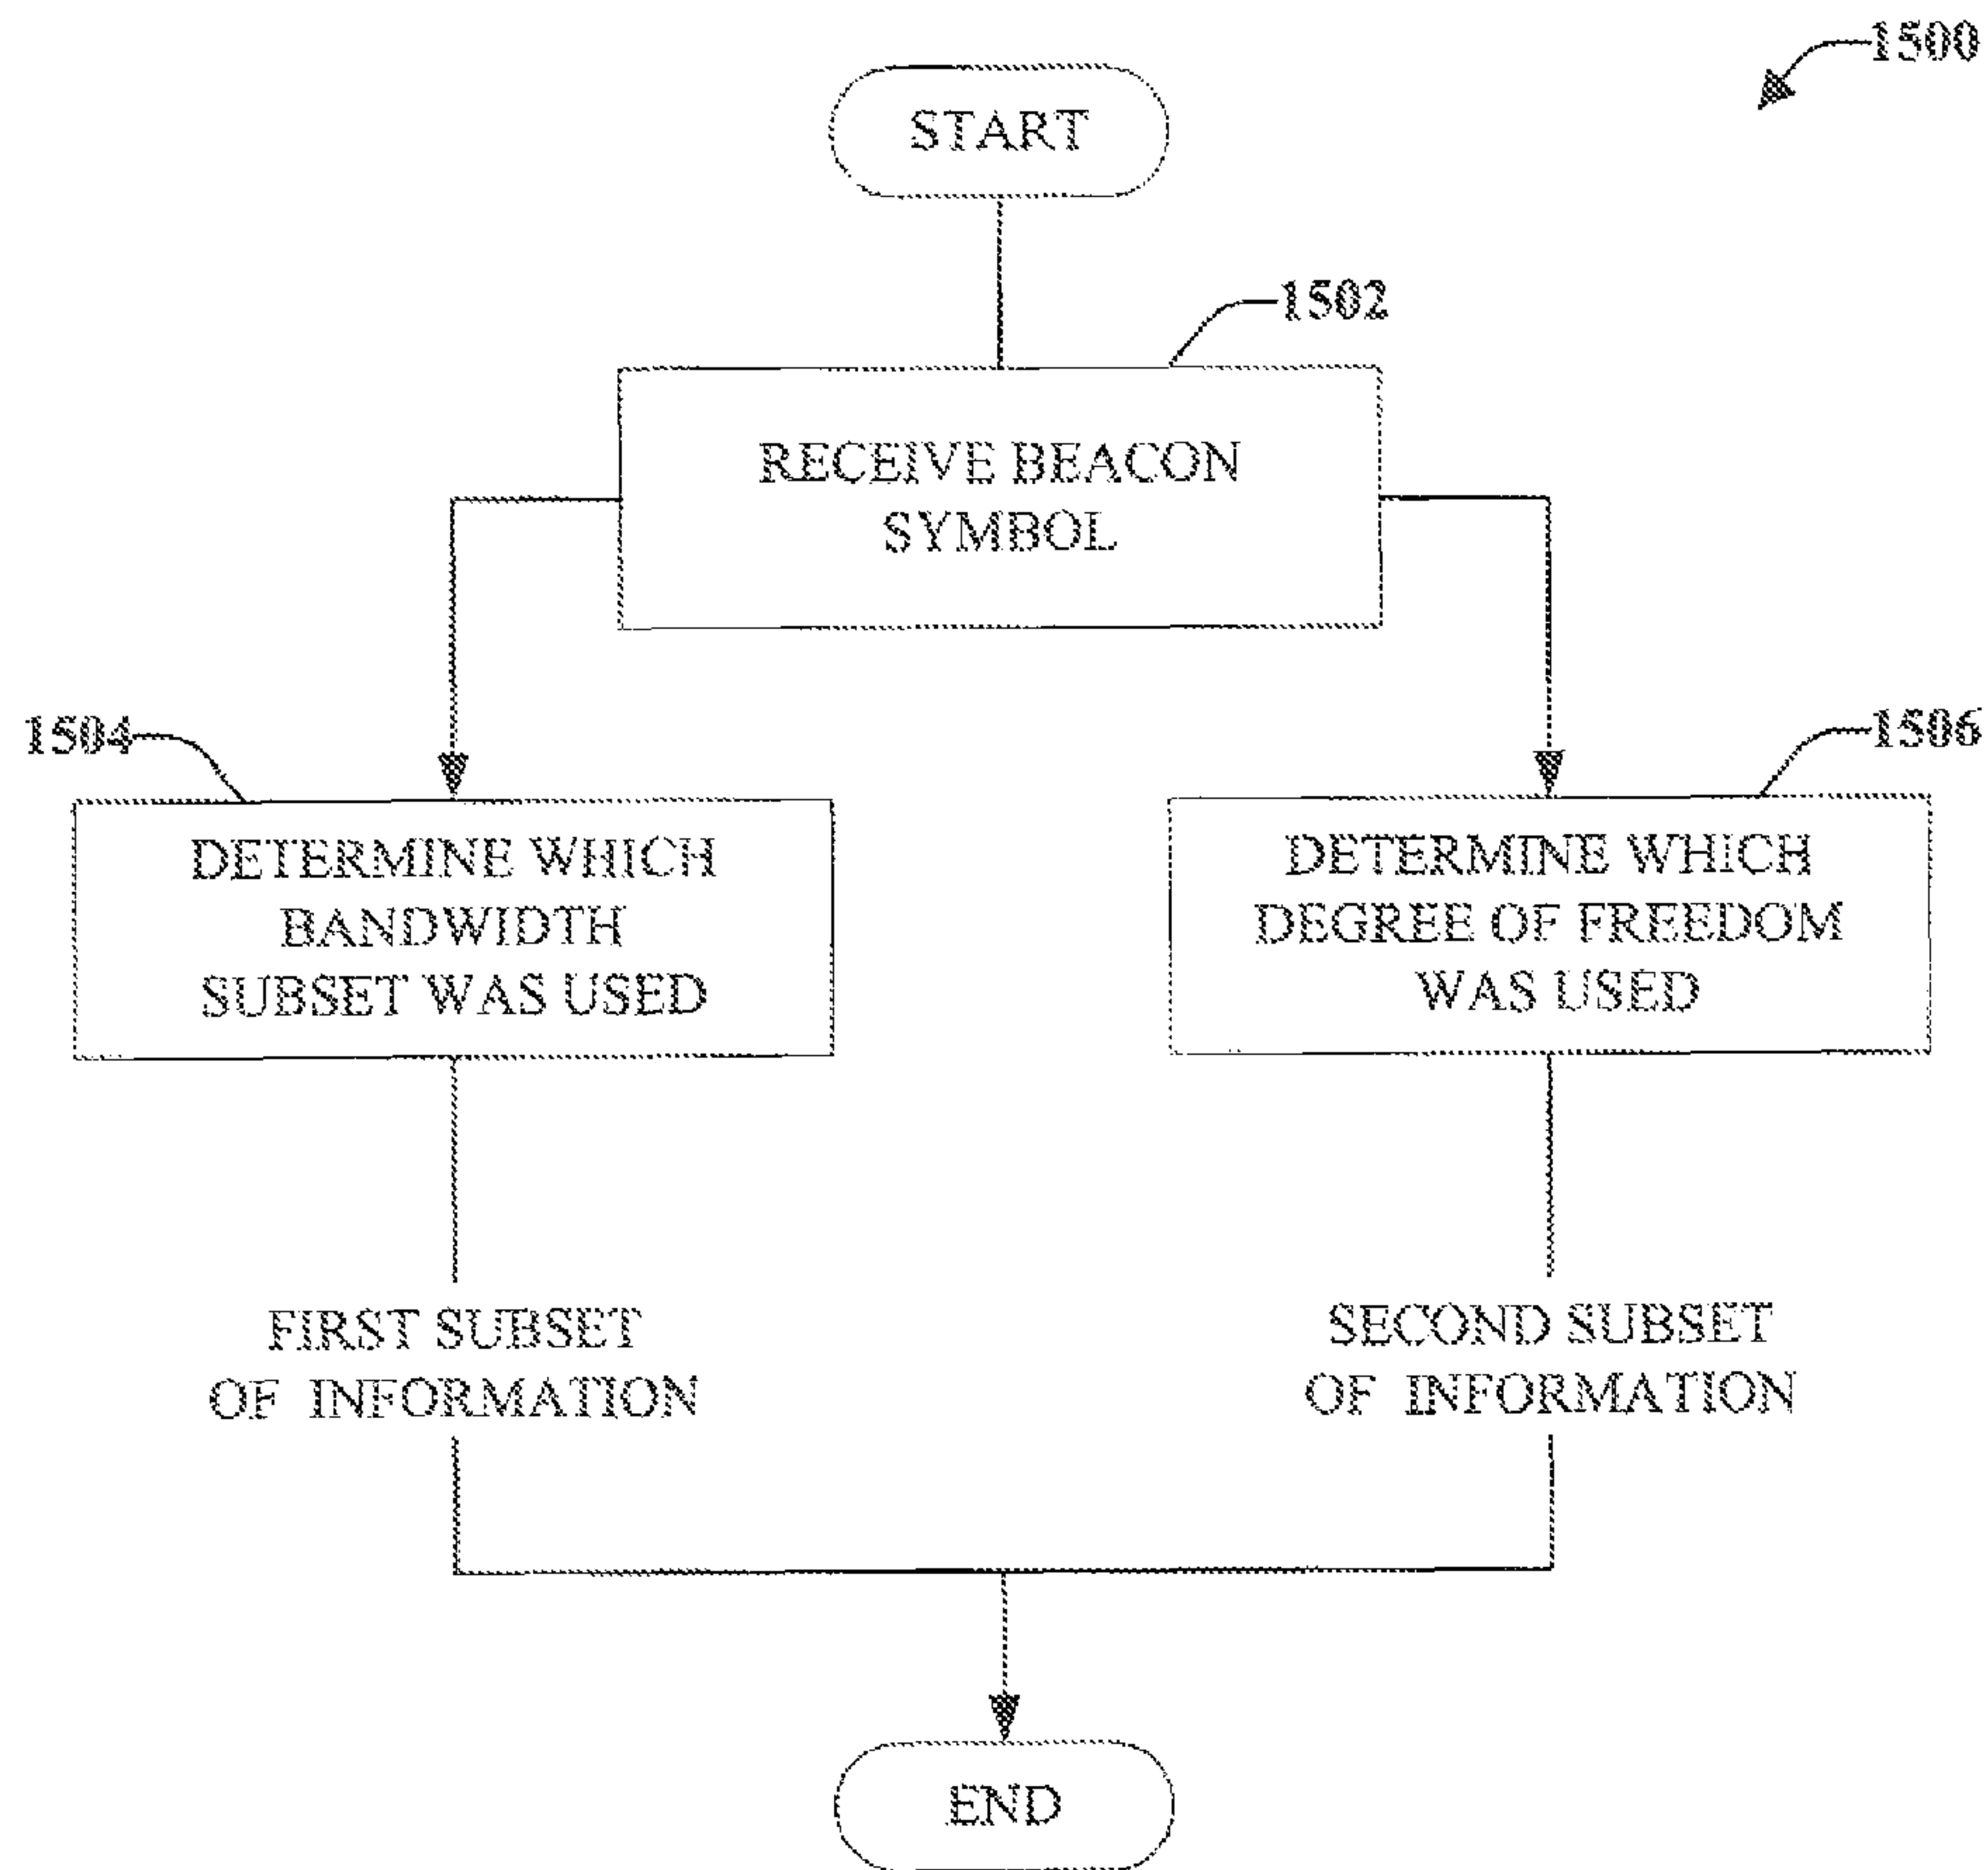 1500
START
1502
RECEIVE BEACON
SYMBOL
1504
1506
DETERMINE WHICH
BANDWIDTH
SUBSET WAS USED
DETERMINE WHICH
DEGREE OF FREEDOM
WAS USED
FIRST SUBSET
OF INFORMATION
SECOND SUBSET
OF INFORMATION
END